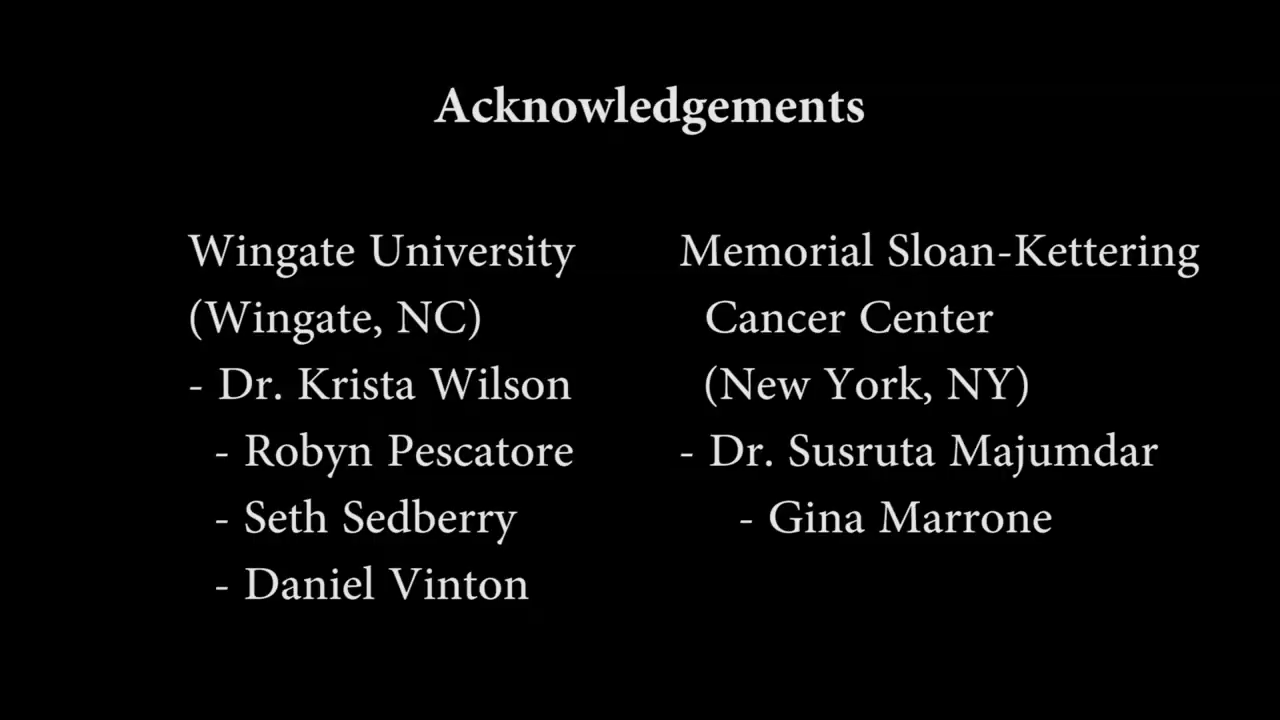 Acknowledgements
Wingate University
(Wingate, NC)
- Dr. Krista Wilson
- Robyn Pescatore
- Seth Sedberry
- Daniel Vinton
Memorial Sloan-Kettering
Cancer Center
(New York, NY)
- Dr. Susruta Majumdar
- Gina Marrone